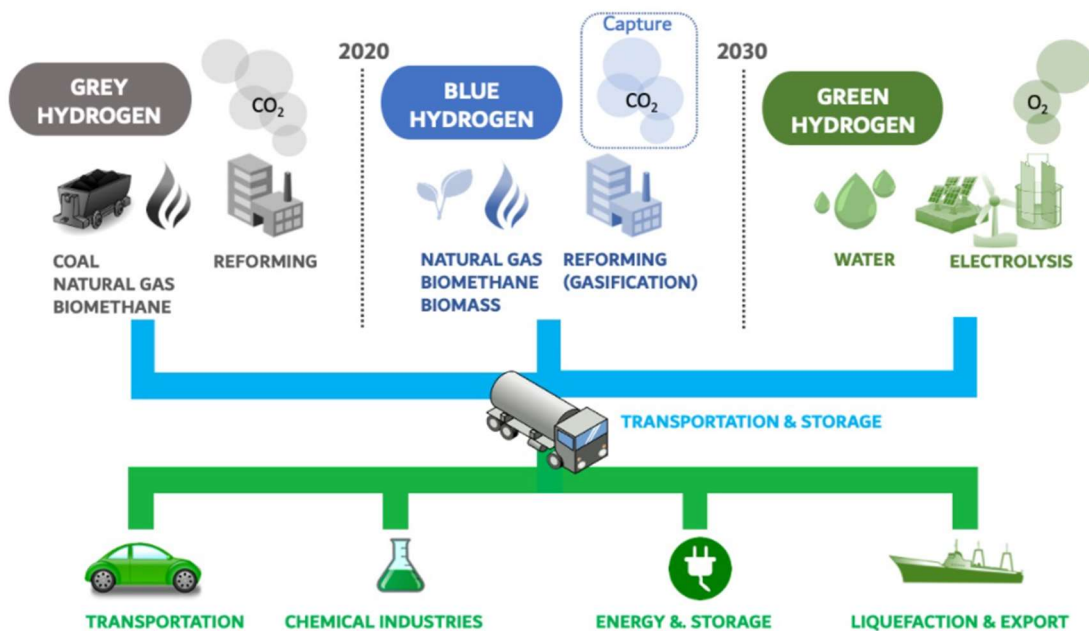 Capture
2020
2030
GREY
HYDROGEN
CO₂
BLUE
HYDROGEN
CO₂
GREEN
HYDROGEN
O₂
COAL
NATURAL GAS
BIOMETHANE
REFORMING
NATURAL GAS
BIOMETHANE
BIOMASS
REFORMING
(GASIFICATION)
WATER
ELECTROLYSIS
TRANSPORTATION & STORAGE
TRANSPORTATION
CHEMICAL INDUSTRIES
ENERGY &. STORAGE
LIQUEFACTION & EXPORT